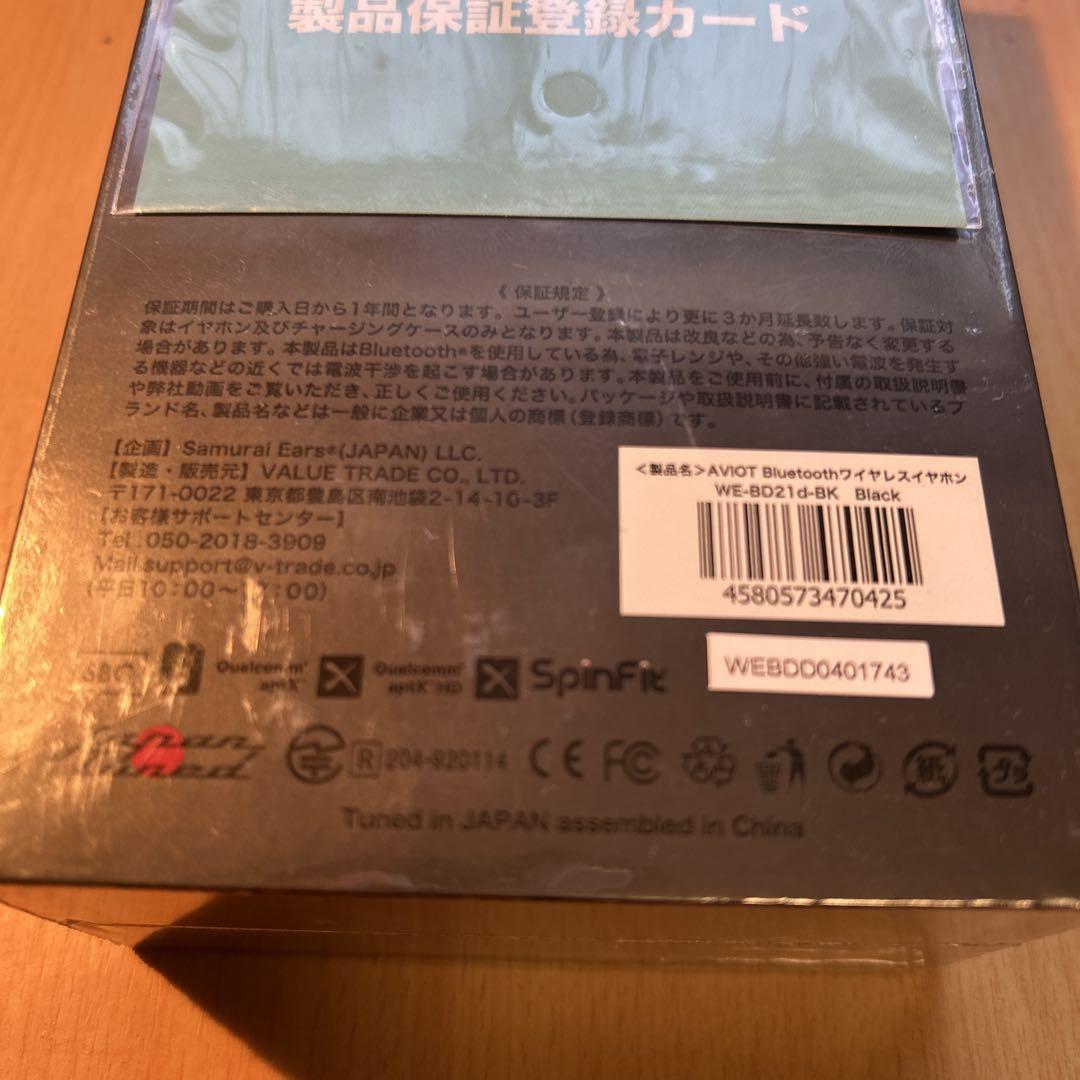 製品保証登録カード
《 保証規定 》
保証期間はご購入日から1年間となります。ユーザー登録により更に3か月延長致します。保証対
象はイヤホン及びチャージングケースのみとなります。本製品は改良などの為、予告なく変更する
場合があります。本製品はBluetooth®を使用している為、電子レンジや、その他強い電波を発生す
る機器などの近くでは電波干渉を起こす場合があります。本製品をご使用前に、付属の取扱説明書
や弊社動画をご覧いただき、正しくご使用ください。パッケージや取扱説明書に記載されているブ
ランド名、製品名などは一般に企業又は個人の商標（登録商標）です。
【企画】Samurai Ears®(JAPAN) LLC.
【製造・販売元】VALUE TRADE CO., LTD.
〒171-0022 東京都豊島区南池袋2-14-10-3F
【お客様サポートセンター】
Tel. 050-2018-3909
Mail.support@v-trade.co.jp
(平日10:00〜17:00)
<製品名>AVIOT Bluetoothワイヤレスイヤホン
WE-BD21d-BK Black
4580573470425
WEBDD0401743
SBC Qualcomm aptX Qualcomm aptX HD SpinFit
Japan Tuned R 204-920114 CE FC 紙 プラ
Tuned in JAPAN assembled in China